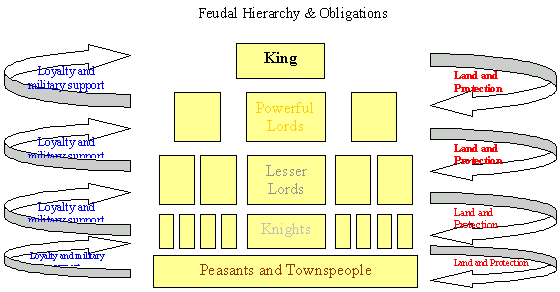 Feudal Hierarchy & Obligations
King
Loyalty and
military support
Land and
Protection
Powerful
Lords
Loyalty and
military support
Land and
Protection
Lesser
Lords
Loyalty and
military support
Land and
Protection
Knights
Loyalty and military
Land and Protection
Peasants and Townspeople